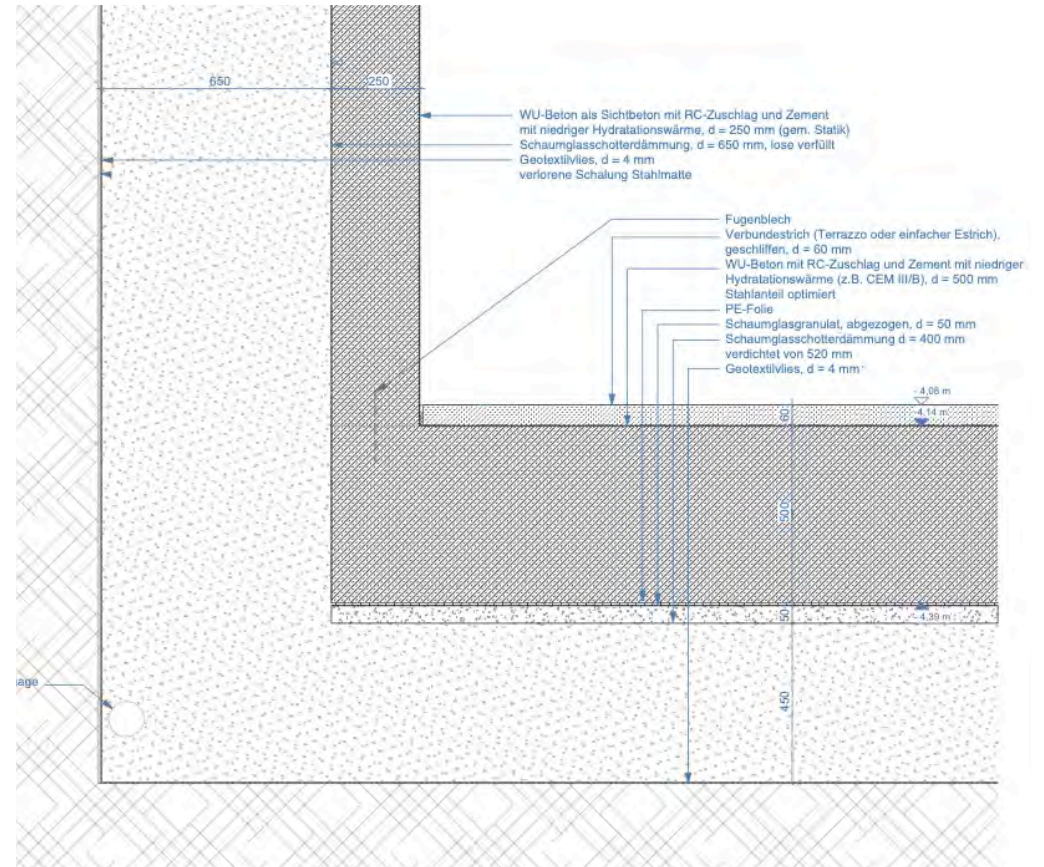 650
250
WU-Beton als Sichtbeton mit RC-Zuschlag und Zement
mit niedriger Hydratationswärme, d = 250 mm (gem. Statik)
Schaumglasschotterdämmung, d = 650 mm, lose verfüllt
Geotextilvlies, d = 4 mm
verlorene Schalung Stahlmatte
Fugenblech
Verbundestrich (Terrazzo oder einfacher Estrich),
geschliffen, d = 60 mm
WU-Beton mit RC-Zuschlag und Zement mit niedriger
Hydratationswärme (z.B. CEM III/B), d = 500 mm
Stahlanteil optimiert
PE-Folie
Schaumglasgranulat, abgezogen, d = 50 mm
Schaumglasschotterdämmung d = 400 mm
verdichtet von 520 mm
Geotextilvlies, d = 4 mm
- 4,08 m
60
- 4,14 m
500
50
- 4,39 m
age
450